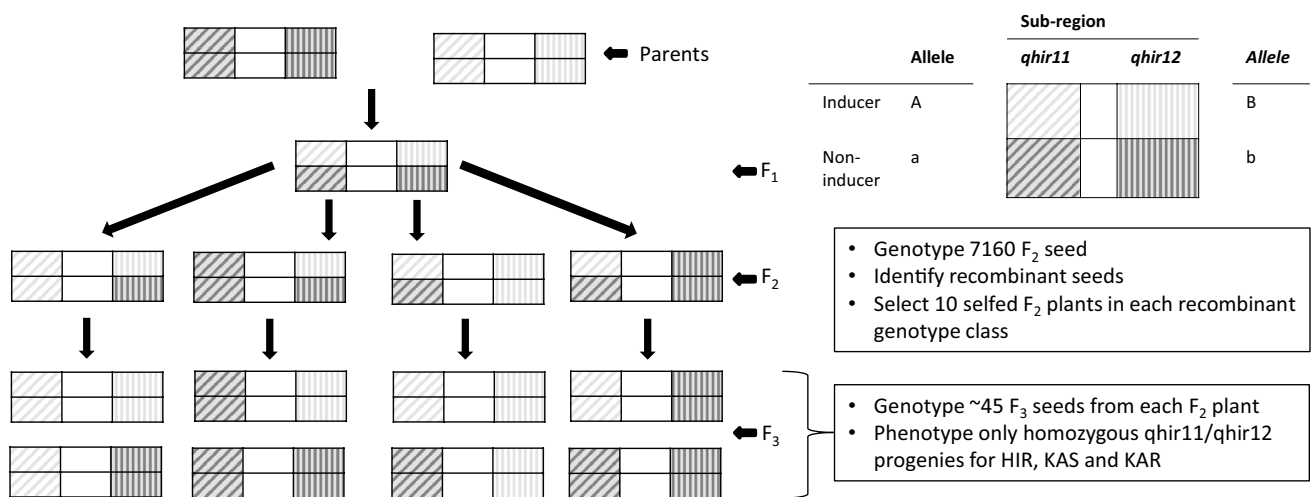 Parents
F₁
F₂
F₃
Sub-region
Allele qhir11 qhir12 Allele
Inducer A B
Non-
inducer a b
• Genotype 7160 F₂ seed
• Identify recombinant seeds
• Select 10 selfed F₂ plants in each recombinant
genotype class
• Genotype ~45 F₃ seeds from each F₂ plant
• Phenotype only homozygous qhir11/qhir12
progenies for HIR, KAS and KAR